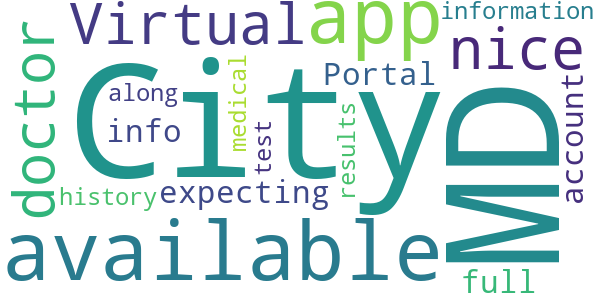 Virtual
app
information
nice
doctor
City
MD
Portal
along
medical
info
test
results
account
history
expecting
available
full